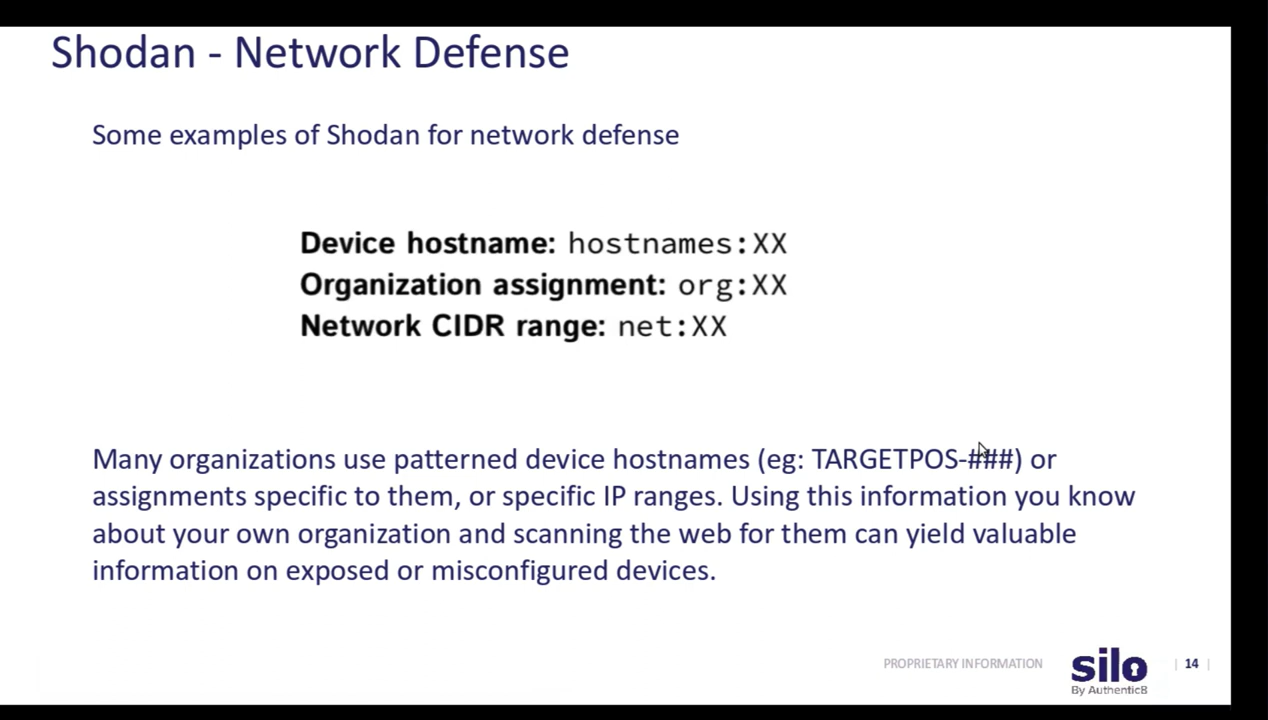 Shodan - Network Defense
Some examples of Shodan for network defense
Device hostname: hostnames:XX
Organization assignment: org:XX
Network CIDR range: net:XX
Many organizations use patterned device hostnames (eg: TARGETPOS-###) or
assignments specific to them, or specific IP ranges. Using this information you know
about your own organization and scanning the web for them can yield valuable
information on exposed or misconfigured devices.
PROPRIETARY INFORMATION
silo
By Authentic8
| 14 |